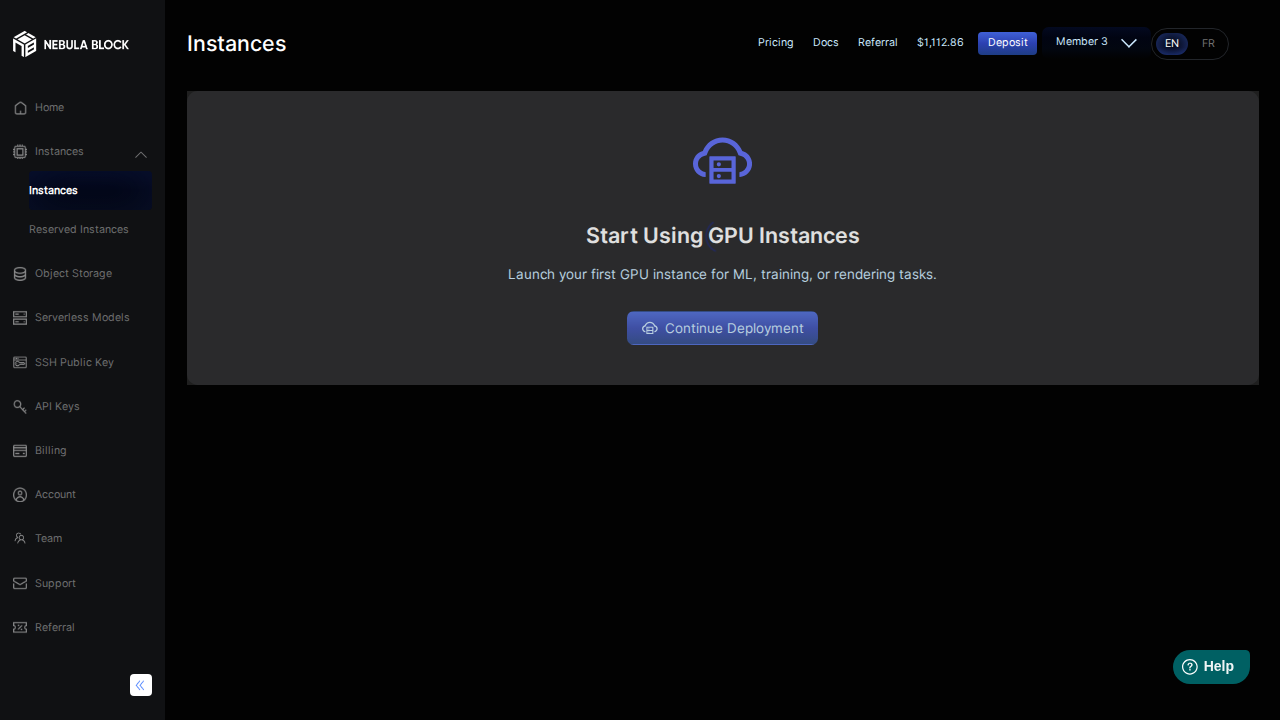 NEBULA BLOCK
Home
Instances
Instances
Reserved Instances
Object Storage
Serverless Models
SSH Public Key
API Keys
Billing
Account
Team
Support
Referral
Instances
Pricing Docs Referral $1,112.86 Deposit Member 3 EN FR
Start Using GPU Instances
Launch your first GPU instance for ML, training, or rendering tasks.
Continue Deployment
Help